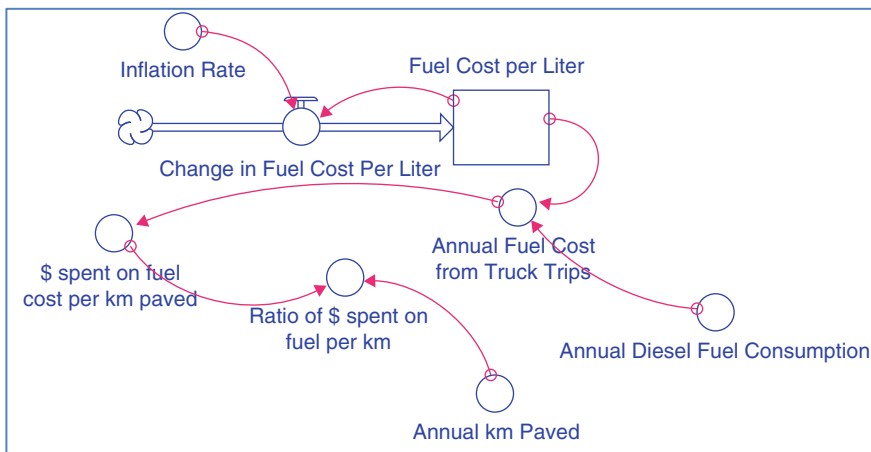 Inflation Rate
Fuel Cost per Liter
Change in Fuel Cost Per Liter
Annual Fuel Cost
from Truck Trips
$ spent on fuel
cost per km paved
Ratio of $ spent on
fuel per km
Annual Diesel Fuel Consumption
Annual km Paved